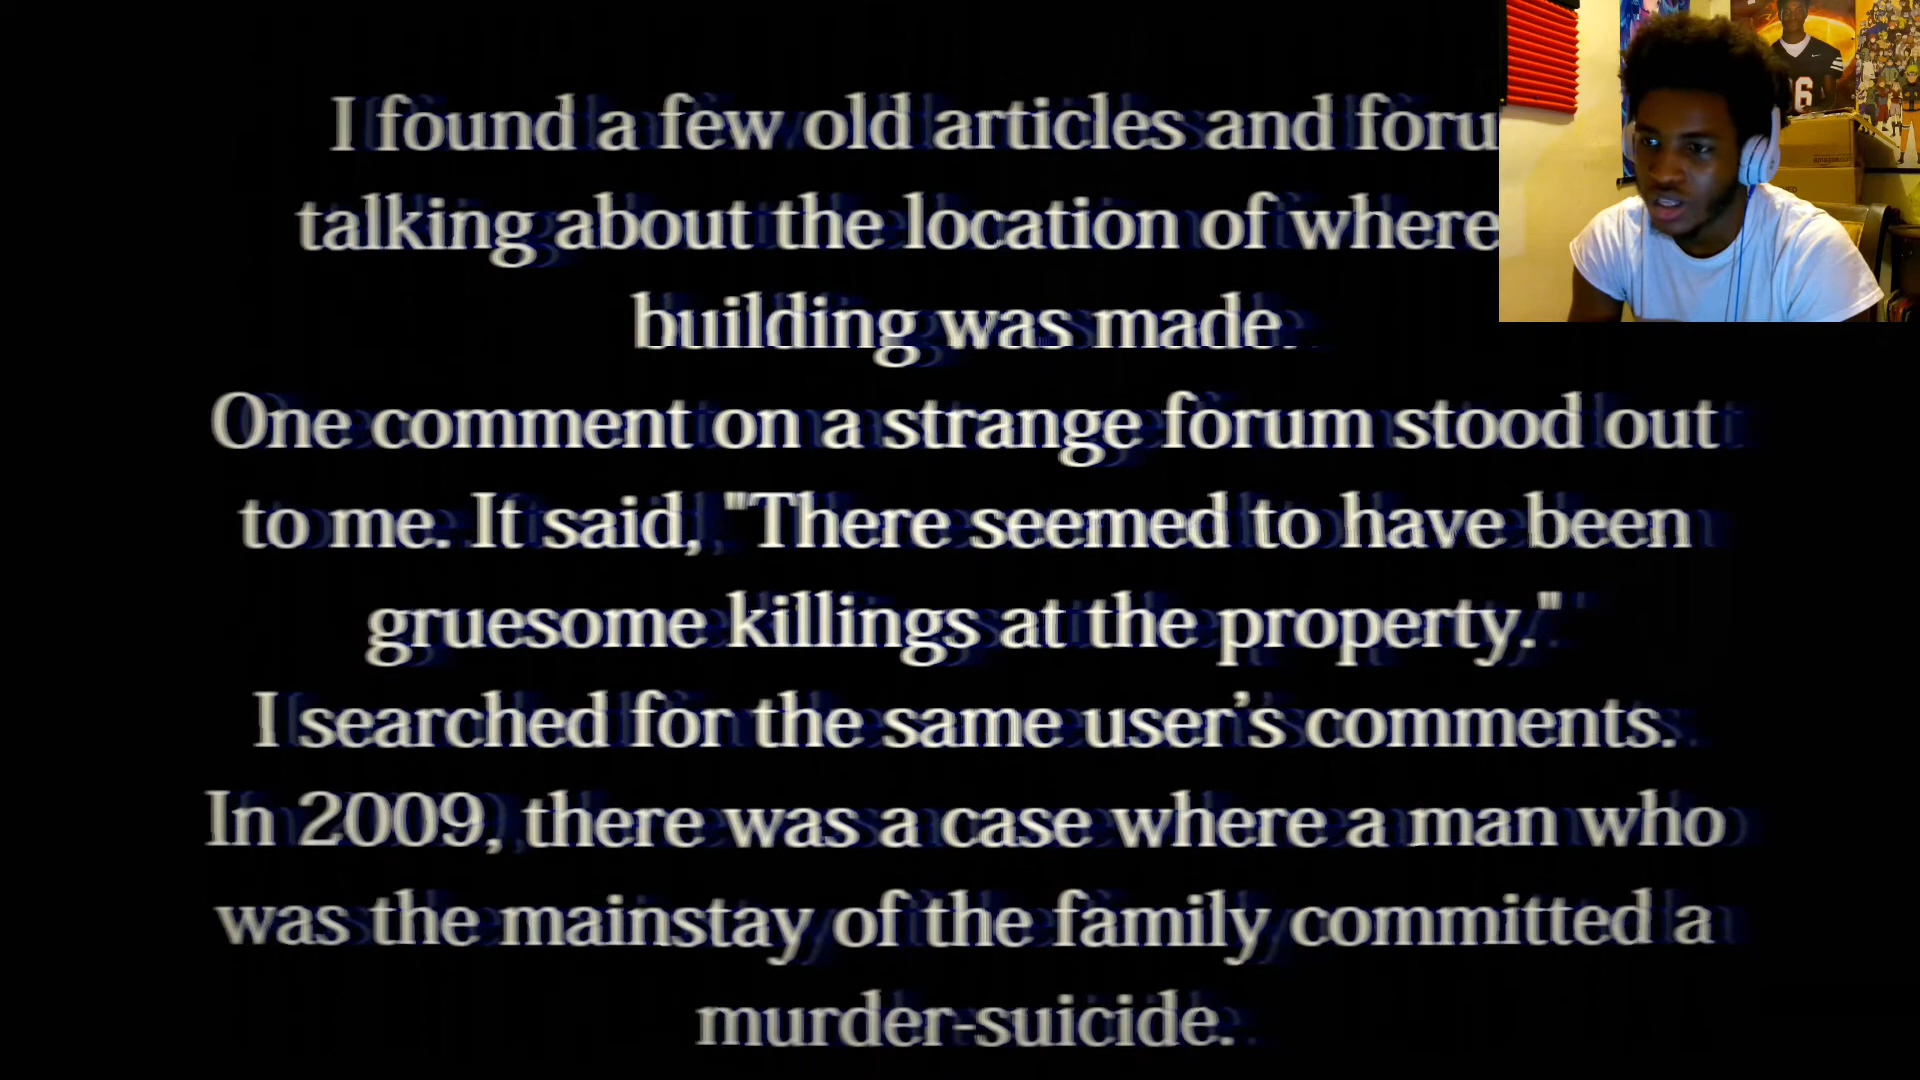 I found a few old articles and foru
talking about the location of where
building was made.
One comment on a strange forum stood out
to me. It said, "There seemed to have been
gruesome killings at the property."
I searched for the same user's comments.
In 2009, there was a case where a man who
was the mainstay of the family committed a
murder-suicide.